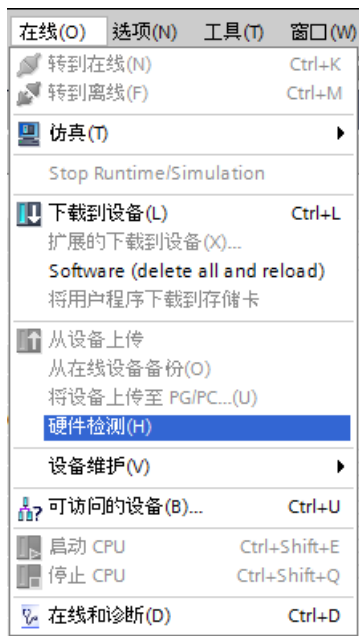 在线(O) 选项(N) 工具(T) 窗口(W)
转到在线(N) Ctrl+K
转到离线(F) Ctrl+M
仿真(T)
Stop Runtime/Simulation
下载到设备(L) Ctrl+L
扩展的下载到设备(X)...
Software (delete all and reload)
将用户程序下载到存储卡
从设备上传
从在线设备备份(O)
将设备上传至 PG/PC...(U)
硬件检测(H)
设备维护(V)
可访问的设备(B)... Ctrl+U
启动 CPU Ctrl+Shift+E
停止 CPU Ctrl+Shift+Q
在线和诊断(D) Ctrl+D